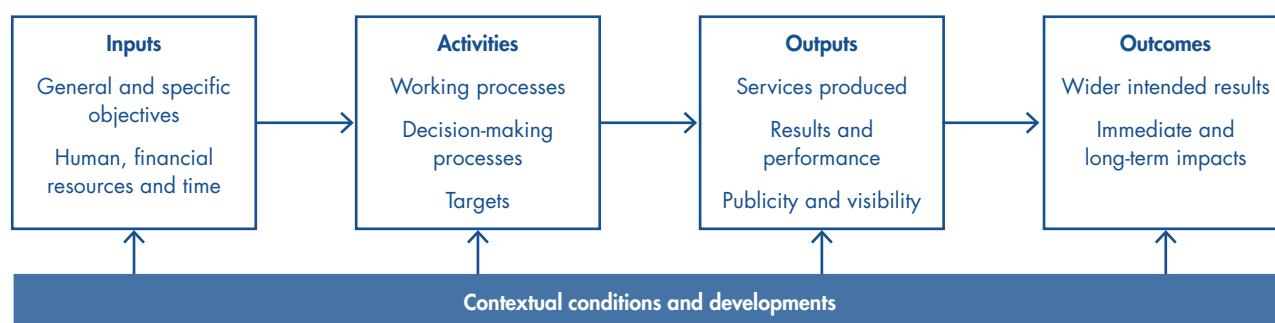 Inputs
General and specific
objectives
Human, financial
resources and time
Activities
Working processes
Decision-making
processes
Targets
Outputs
Services produced
Results and
performance
Publicity and visibility
Outcomes
Wider intended results
Immediate and
long-term impacts
Contextual conditions and developments